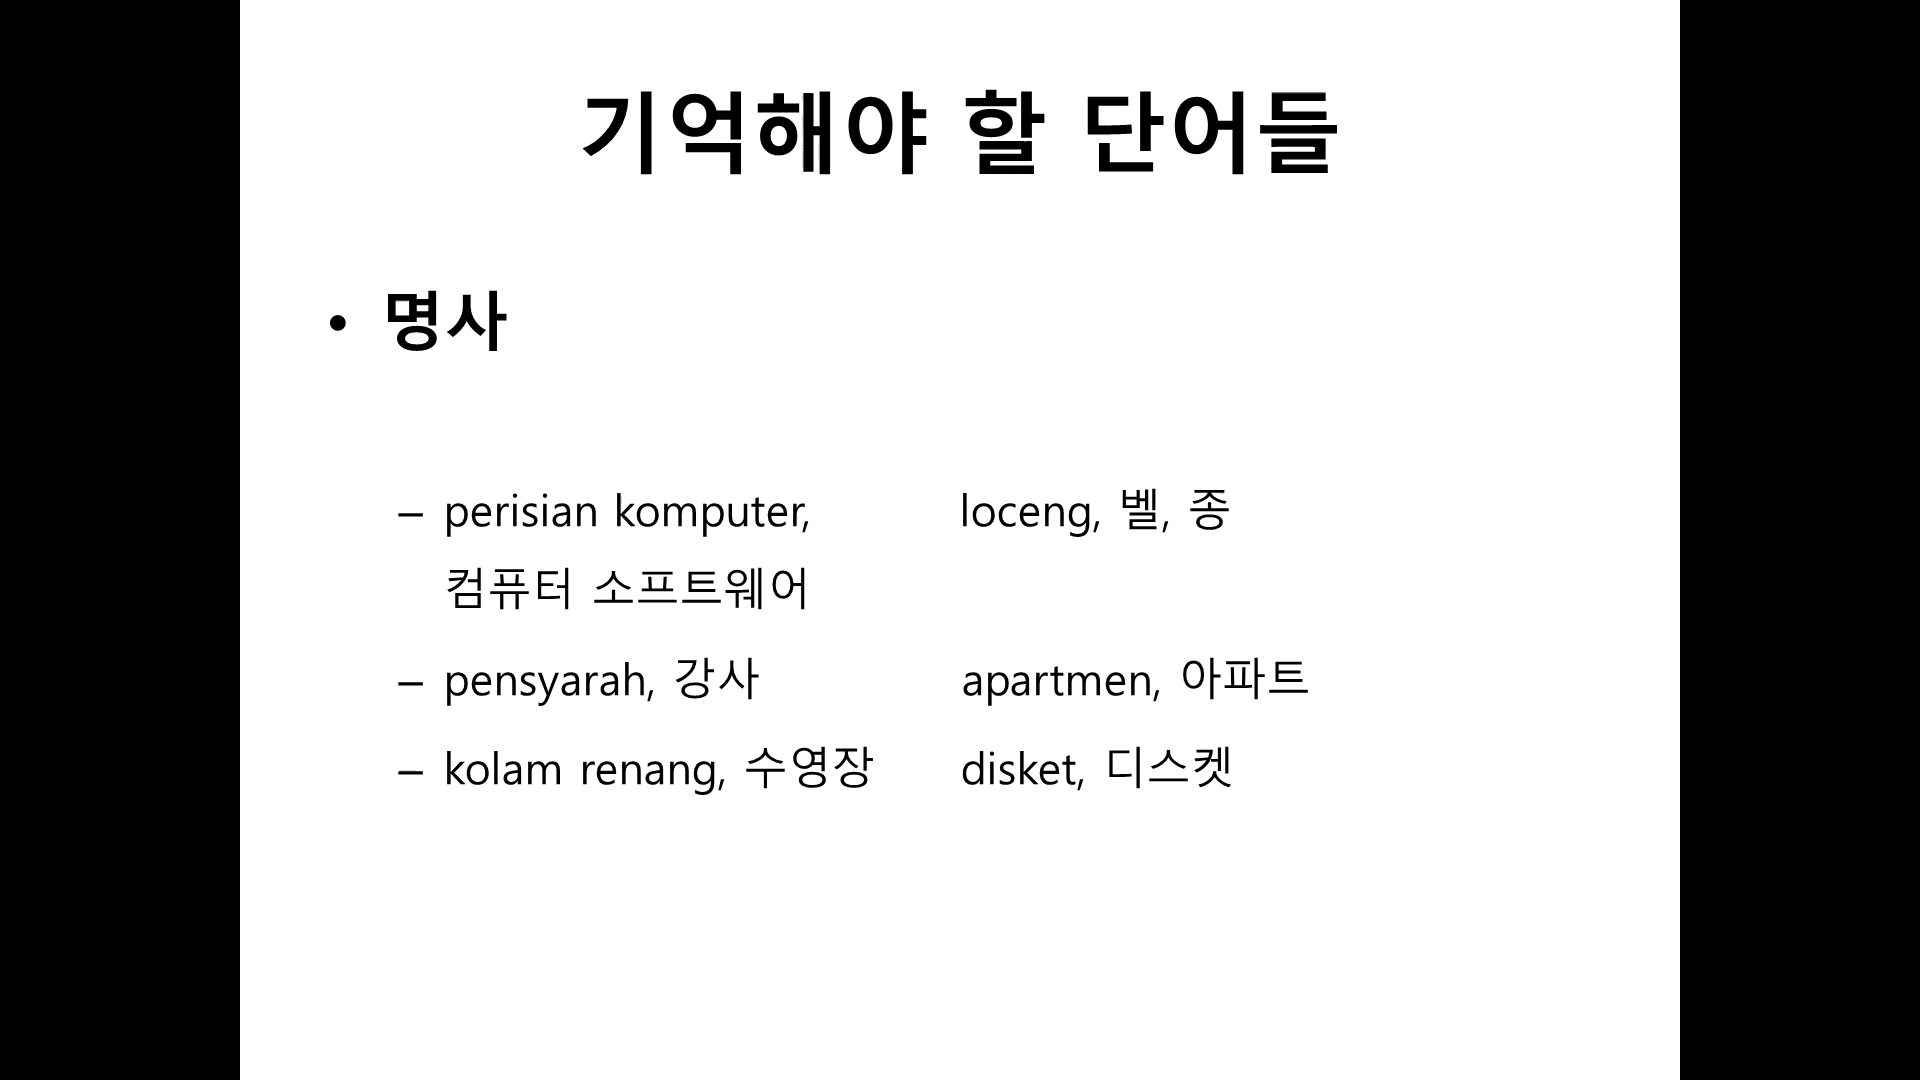 기억해야 할 단어들
• 명사
– perisian komputer, loceng, 벨, 종
컴퓨터 소프트웨어
– pensyarah, 강사 apartmen, 아파트
– kolam renang, 수영장 disket, 디스켓